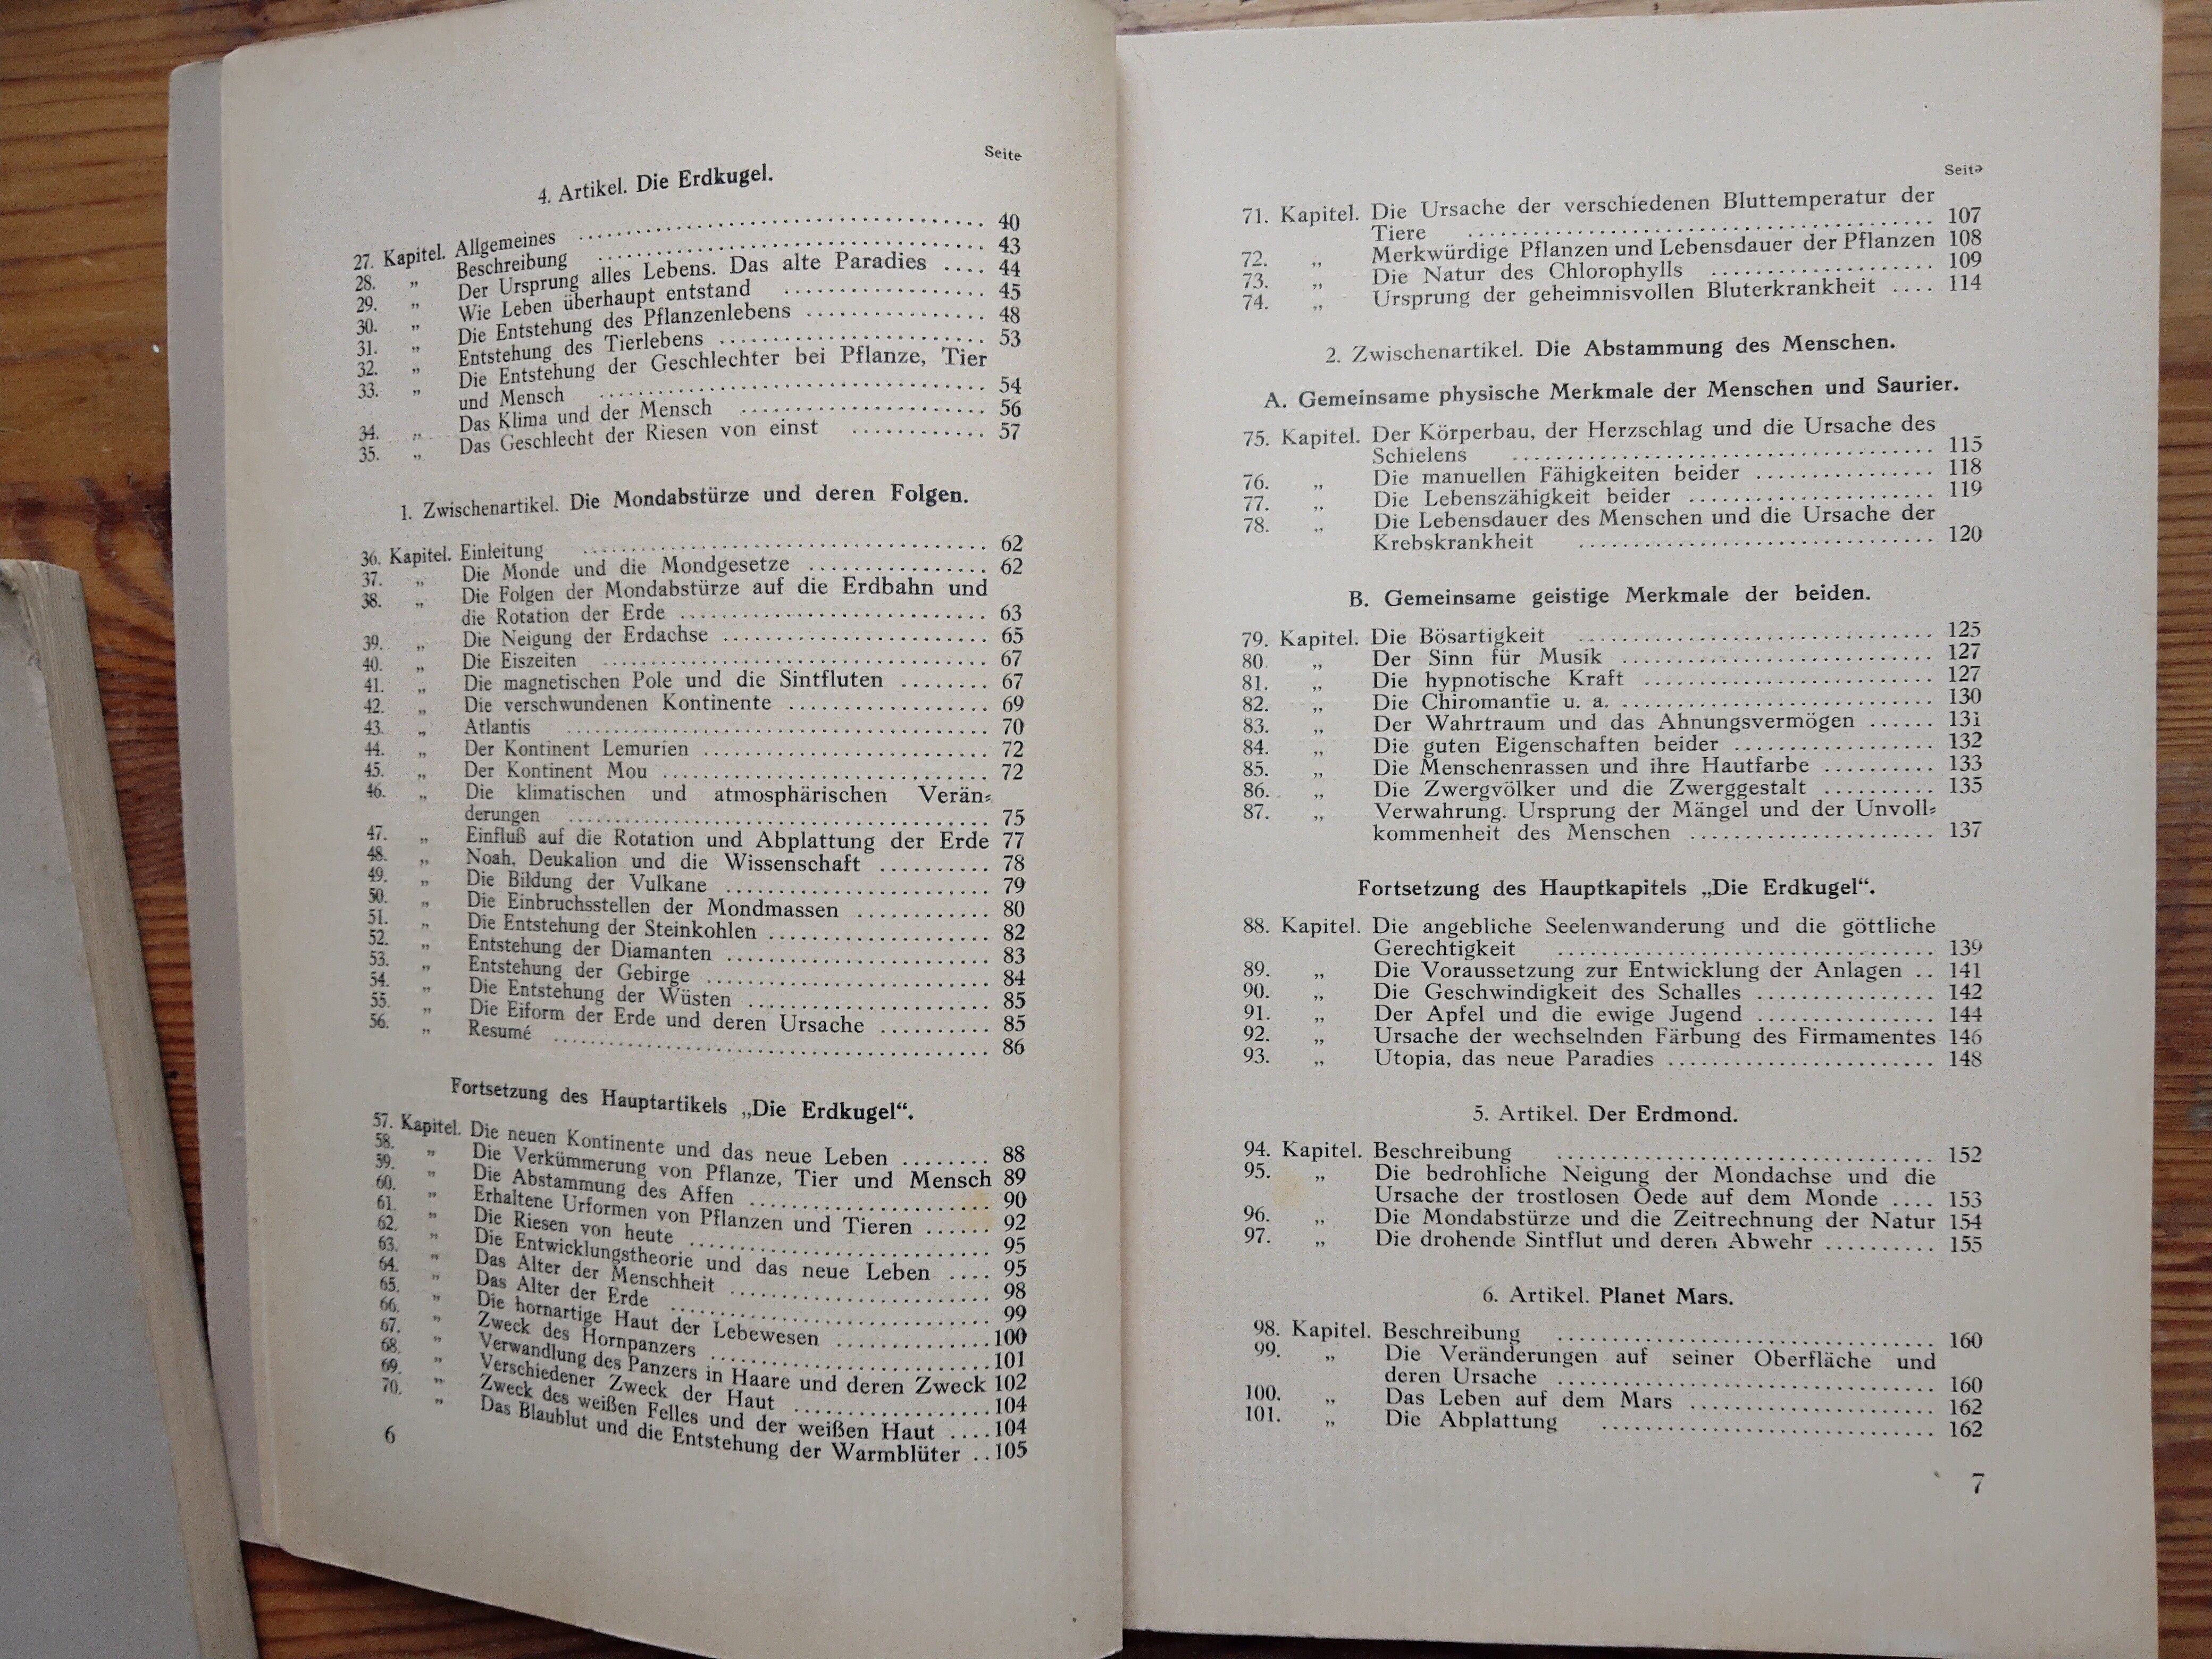 Seite
4. Artikel. Die Erdkugel.
27. Kapitel. Allgemeines ........ 40
28. „ Beschreibung ........ 43
29. „ Der Ursprung alles Lebens. Das alte Paradies .... 44
30. „ Wie Leben überhaupt entstand ........ 45
31. „ Die Entstehung des Pflanzenlebens ........ 48
32. „ Entstehung des Tierlebens ........ 53
33. „ Die Entstehung der Geschlechter bei Pflanze, Tier
und Mensch ........ 54
34. „ Das Klima und der Mensch ........ 56
35. „ Das Geschlecht der Riesen von einst ........ 57
1. Zwischenartikel. Die Mondabstürze und deren Folgen.
36. Kapitel. Einleitung ........ 62
37. „ Die Monde und die Mondgesetze ........ 62
38. „ Die Folgen der Mondabstürze auf die Erdbahn und
die Rotation der Erde ........ 63
39. „ Die Neigung der Erdachse ........ 65
40. „ Die Eiszeiten ........ 67
41. „ Die magnetischen Pole und die Sintfluten ........ 67
42. „ Die verschwundenen Kontinente ........ 69
43. „ Atlantis ........ 70
44. „ Der Kontinent Lemurien ........ 72
45. „ Der Kontinent Mou ........ 72
46. „ Die klimatischen und atmosphärischen Verän-
derungen ........ 75
47. „ Einfluß auf die Rotation und Abplattung der Erde 77
48. „ Noah, Deukalion und die Wissenschaft ........ 78
49. „ Die Bildung der Vulkane ........ 79
50. „ Die Einbruchsstellen der Mondmassen ........ 80
51. „ Die Entstehung der Steinkohlen ........ 82
52. „ Entstehung der Diamanten ........ 83
53. „ Entstehung der Gebirge ........ 84
54. „ Die Entstehung der Wüsten ........ 85
55. „ Die Eiform der Erde und deren Ursache ........ 85
56. „ Resumé ........ 86
Fortsetzung des Hauptartikels „Die Erdkugel“.
57. Kapitel. Die neuen Kontinente und das neue Leben ........ 88
58. „ Die Verkümmerung von Pflanze, Tier und Mensch 89
59. „ Die Abstammung des Affen ........ 90
60. „ Erhaltene Urformen von Pflanzen und Tieren ...... 92
61. „ Die Riesen von heute ........ 95
62. „ Die Entwicklungstheorie und das neue Leben .... 95
63. „ Das Alter der Menschheit ........ 98
64. „ Das Alter der Erde ........ 99
65. „ Die hornartige Haut der Lebewesen ........ 100
66. „ Zweck des Hornpanzers ........ 101
67. „ Verwandlung des Panzers in Haare und deren Zweck 102
68. „ Verschiedener Zweck der Haut ........ 104
69. „ Zweck des weißen Felles und der weißen Haut .... 104
70. „ Das Blaublut und die Entstehung der Warmblüter .. 105
6
Seite
71. Kapitel. Die Ursache der verschiedenen Bluttemperatur der
Tiere ........ 107
72. „ Merkwürdige Pflanzen und Lebensdauer der Pflanzen 108
73. „ Die Natur des Chlorophylls ........ 109
74. „ Ursprung der geheimnisvollen Bluterkrankheit .... 114
2. Zwischenartikel. Die Abstammung des Menschen.
A. Gemeinsame physische Merkmale der Menschen und Saurier.
75. Kapitel. Der Körperbau, der Herzschlag und die Ursache des
Schielens ........ 115
76. „ Die manuellen Fähigkeiten beider ........ 118
77. „ Die Lebenszähigkeit beider ........ 119
78. „ Die Lebensdauer des Menschen und die Ursache der
Krebskrankheit ........ 120
B. Gemeinsame geistige Merkmale der beiden.
79. Kapitel. Die Bösartigkeit ........ 125
80. „ Der Sinn für Musik ........ 127
81. „ Die hypnotische Kraft ........ 127
82. „ Die Chiromantie u. a. ........ 130
83. „ Der Wahrtraum und das Ahnungsvermögen ...... 131
84. „ Die guten Eigenschaften beider ........ 132
85. „ Die Menschenrassen und ihre Hautfarbe ........ 133
86. „ Die Zwergvölker und die Zwerggestalt ........ 135
87. „ Verwahrung. Ursprung der Mängel und der Unvoll-
kommenheit des Menschen ........ 137
Fortsetzung des Hauptkapitels „Die Erdkugel“.
88. Kapitel. Die angebliche Seelenwanderung und die göttliche
Gerechtigkeit ........ 139
89. „ Die Voraussetzung zur Entwicklung der Anlagen .. 141
90. „ Die Geschwindigkeit des Schalles ........ 142
91. „ Der Apfel und die ewige Jugend ........ 144
92. „ Ursache der wechselnden Färbung des Firmamentes 146
93. „ Utopia, das neue Paradies ........ 148
5. Artikel. Der Erdmond.
94. Kapitel. Beschreibung ........ 152
95. „ Die bedrohliche Neigung der Mondachse und die
Ursache der trostlosen Oede auf dem Monde .... 153
96. „ Die Mondabstürze und die Zeitrechnung der Natur 154
97. „ Die drohende Sintflut und deren Abwehr ........ 155
6. Artikel. Planet Mars.
98. Kapitel. Beschreibung ........ 160
99. „ Die Veränderungen auf seiner Oberfläche und
deren Ursache ........ 160
100. „ Das Leben auf dem Mars ........ 162
101. „ Die Abplattung ........ 162
7